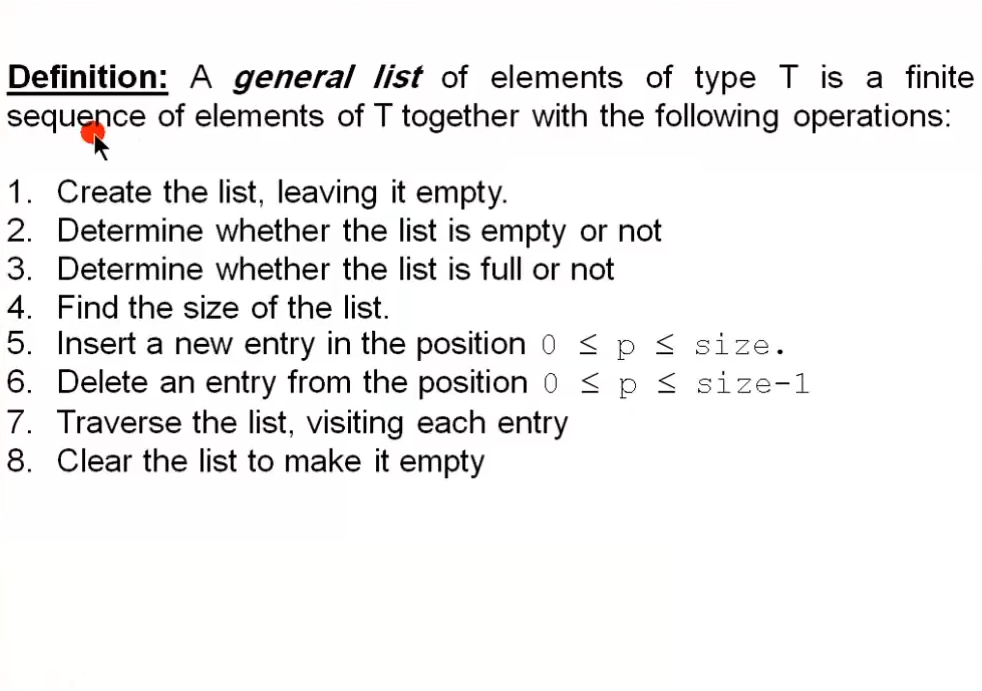 Definition: A general list of elements of type T is a finite
sequence of elements of T together with the following operations:
1. Create the list, leaving it empty.
2. Determine whether the list is empty or not
3. Determine whether the list is full or not
4. Find the size of the list.
5. Insert a new entry in the position 0 ≤ p ≤ size.
6. Delete an entry from the position 0 ≤ p ≤ size-1
7. Traverse the list, visiting each entry
8. Clear the list to make it empty